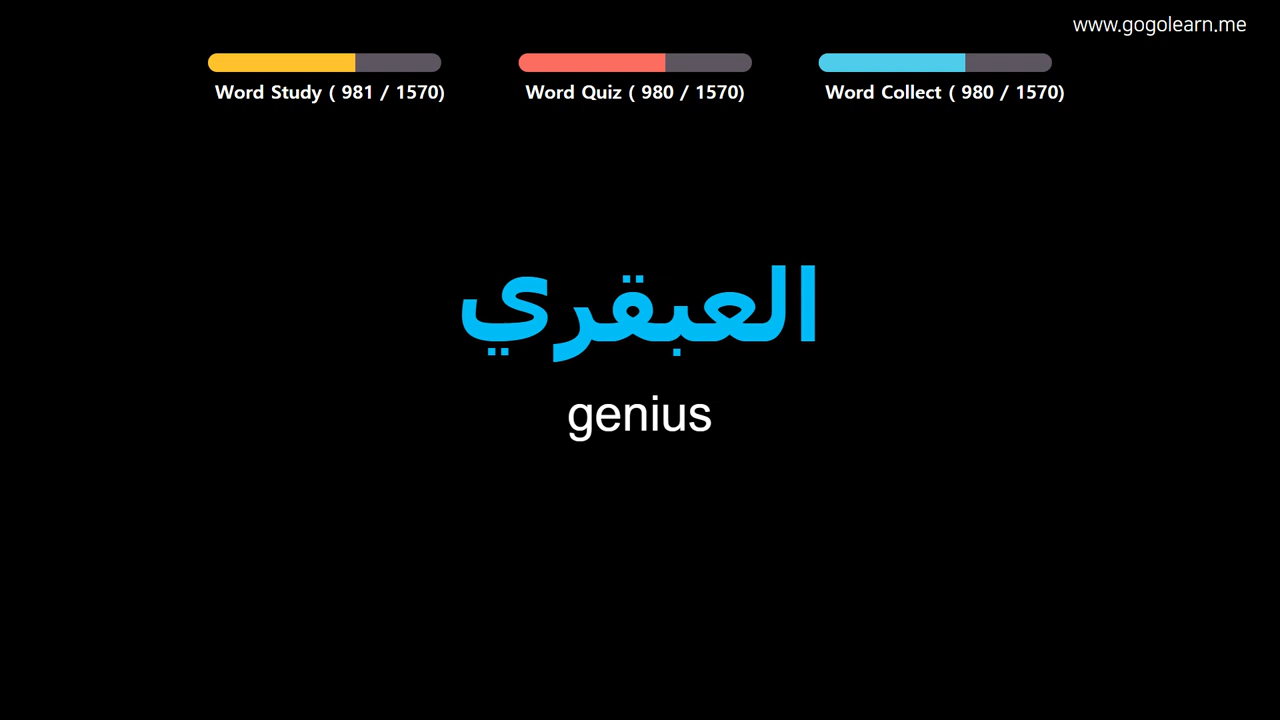 www.gogolearn.me
Word Study ( 981 / 1570)
Word Quiz ( 980 / 1570)
Word Collect ( 980 / 1570)
العبقري
genius